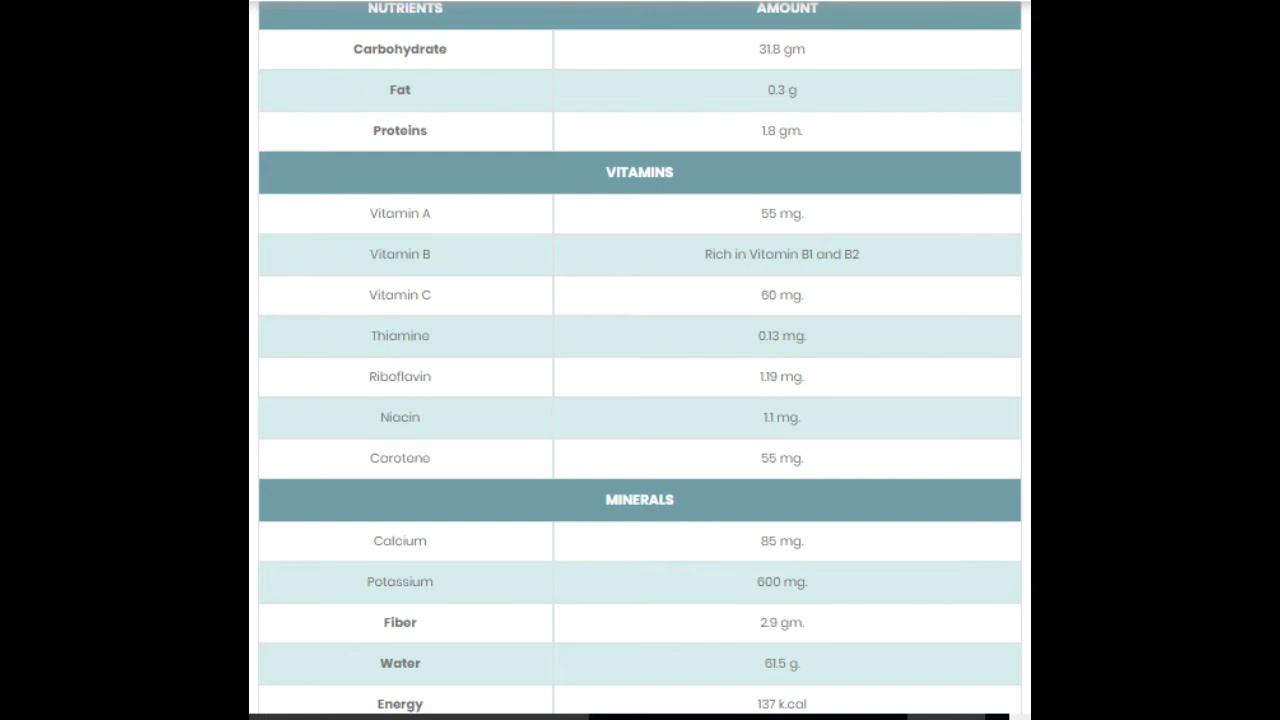 NUTRIENTS AMOUNT
Carbohydrate 31.8 gm
Fat 0.3 g
Proteins 1.8 gm.
VITAMINS
Vitamin A 55 mg.
Vitamin B Rich in Vitamin B1 and B2
Vitamin C 60 mg.
Thiamine 0.13 mg.
Riboflavin 1.19 mg.
Niacin 1.1 mg.
Carotene 55 mg.
MINERALS
Calcium 85 mg.
Potassium 600 mg.
Fiber 2.9 gm.
Water 61.5 g.
Energy 137 k.cal